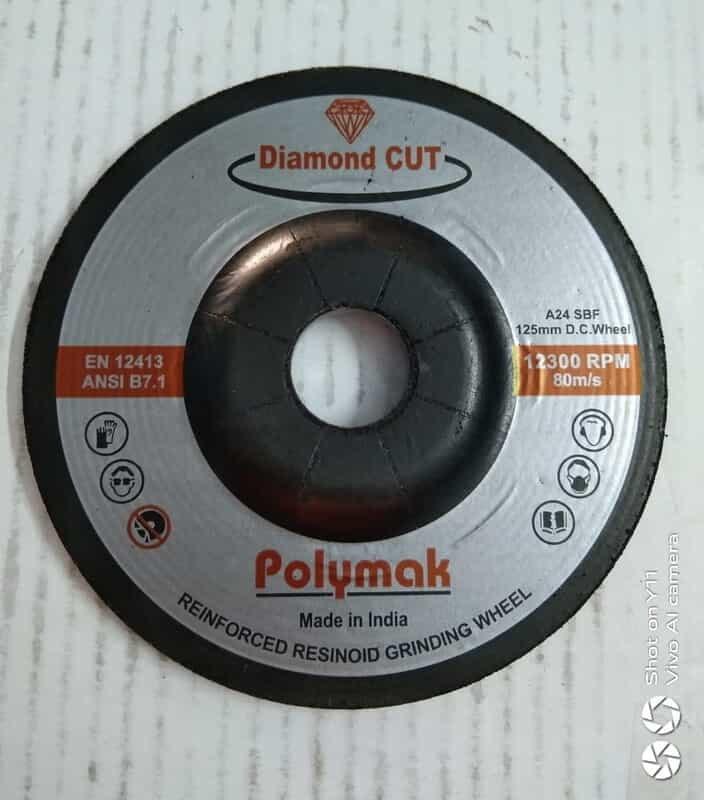 Diamond CUT
A24 SBF
125mm D.C.Wheel
EN 12413
ANSI B7.1
12300 RPM
80m/s
Polymak
Made in India
REINFORCED RESINOID GRINDING WHEEL
Shot on Y11
Vivo AI camera